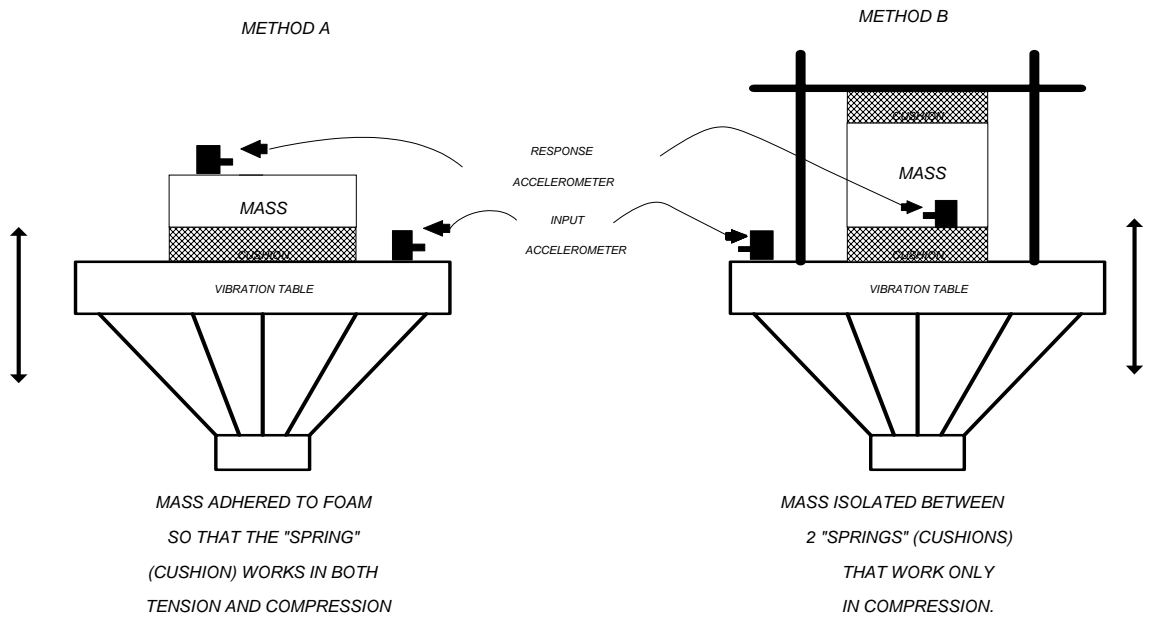 METHOD A
METHOD B
CUSHION
RESPONSE
ACCELEROMETER
MASS
MASS
INPUT
ACCELEROMETER
CUSHION
CUSHION
VIBRATION TABLE
VIBRATION TABLE
MASS ADHERED TO FOAM
SO THAT THE "SPRING"
(CUSHION) WORKS IN BOTH
TENSION AND COMPRESSION
MASS ISOLATED BETWEEN
2 "SPRINGS" (CUSHIONS)
THAT WORK ONLY
IN COMPRESSION.